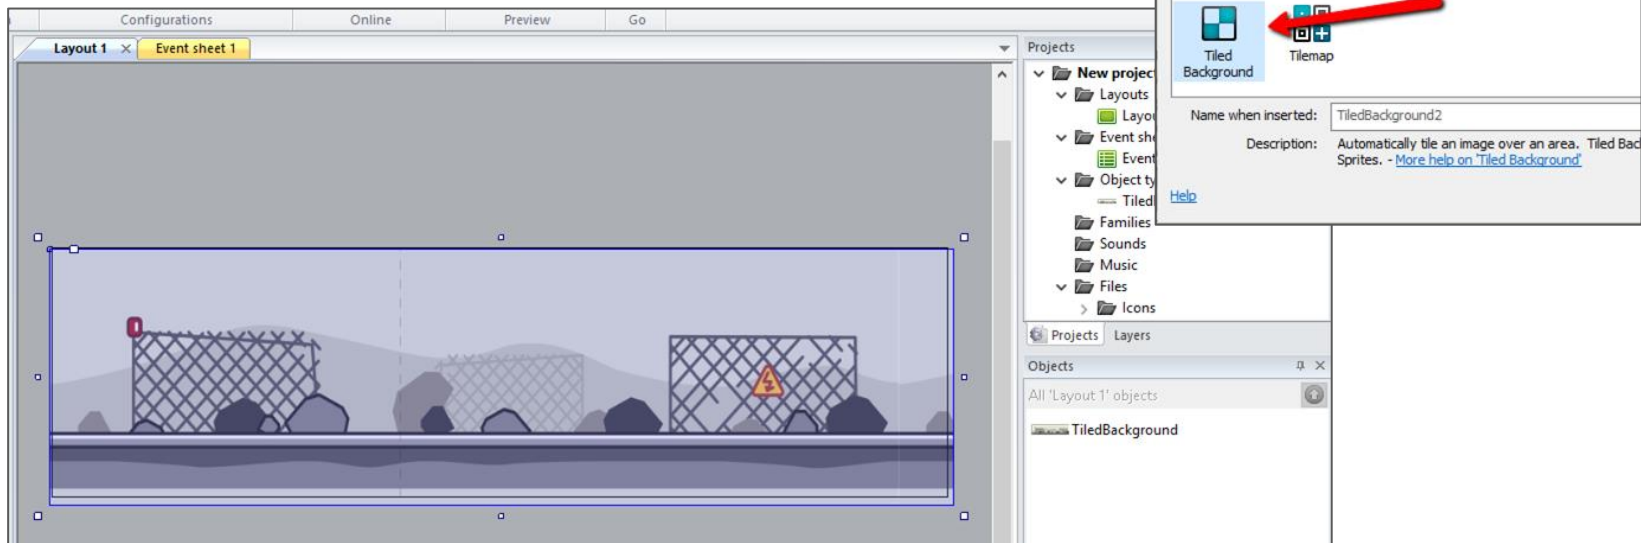 Configurations
Online
Preview
Go
Layout 1
Event sheet 1
Projects
New projec
Layouts
Layou
Event she
Event
Object ty
Tiled
Families
Sounds
Music
Files
Icons
Projects
Layers
Objects
All 'Layout 1' objects
TiledBackground
Tiled
Background
Tilemap
Name when inserted:
TiledBackground2
Description:
Automatically tile an image over an area. Tiled Bac
Sprites. - More help on 'Tiled Background'
Help